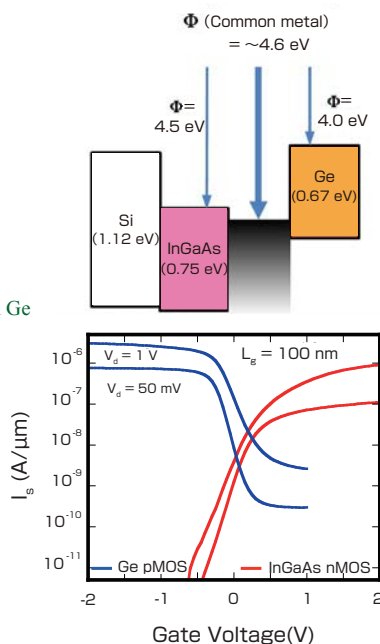 Φ (Common metal)
= ~4.6 eV
Φ=
4.5 eV
Φ=
4.0 eV
Si
(1.12 eV)
InGaAs
(0.75 eV)
Ge
(0.67 eV)
Ge
V_d = 1 V
L_g = 100 nm
V_d = 50 mV
10^-6
10^-7
10^-8
10^-9
10^-10
10^-11
I_s (A/μm)
Ge pMOS
InGaAs nMOS
-2 -1 0 1 2
Gate Voltage(V)